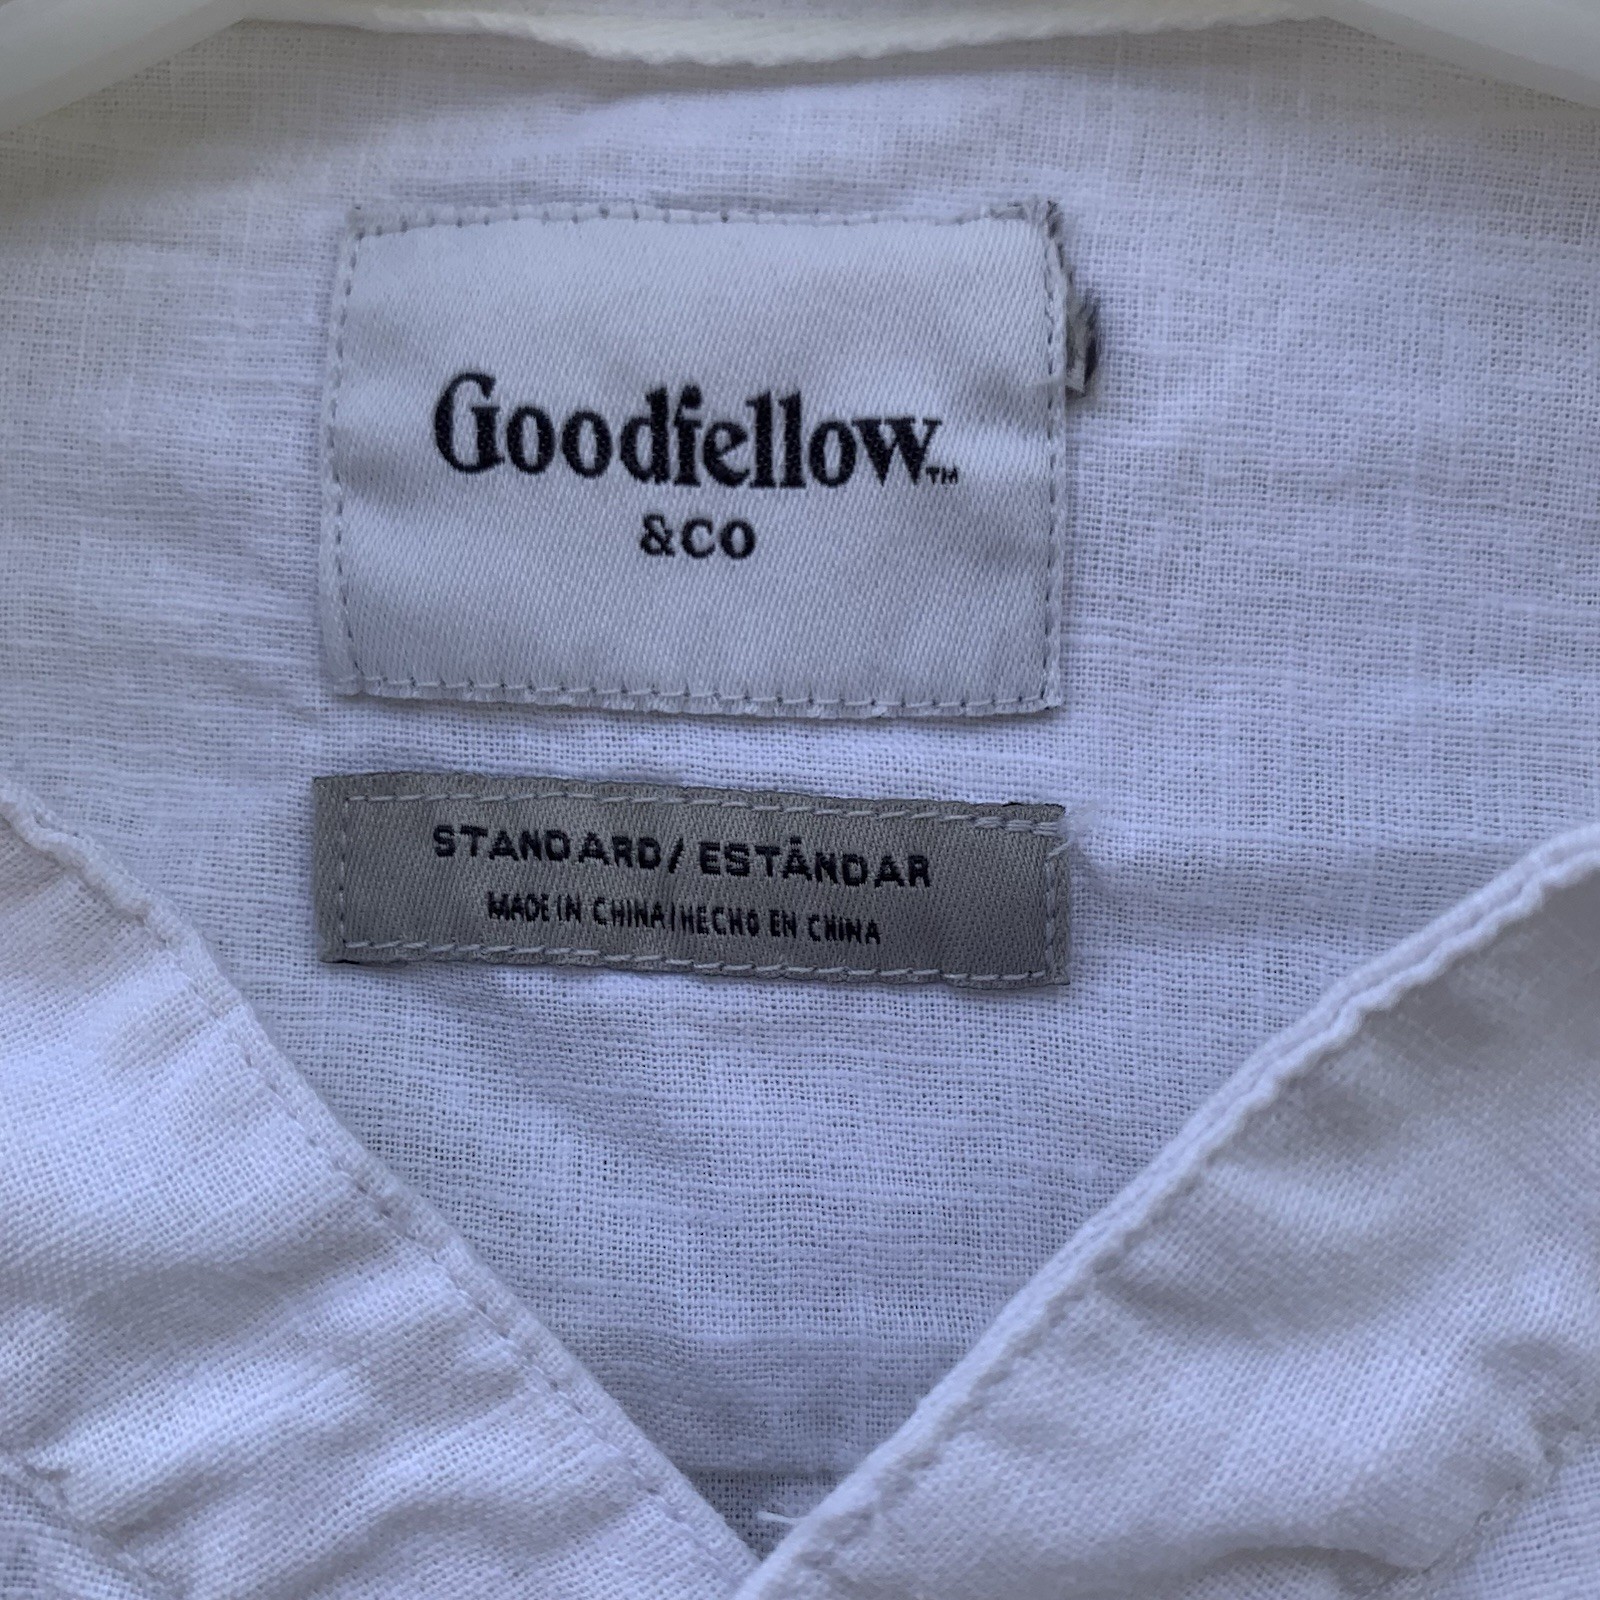 Goodfellow™
&CO
STANDARD/ESTÁNDAR
MADE IN CHINA/HECHO EN CHINA